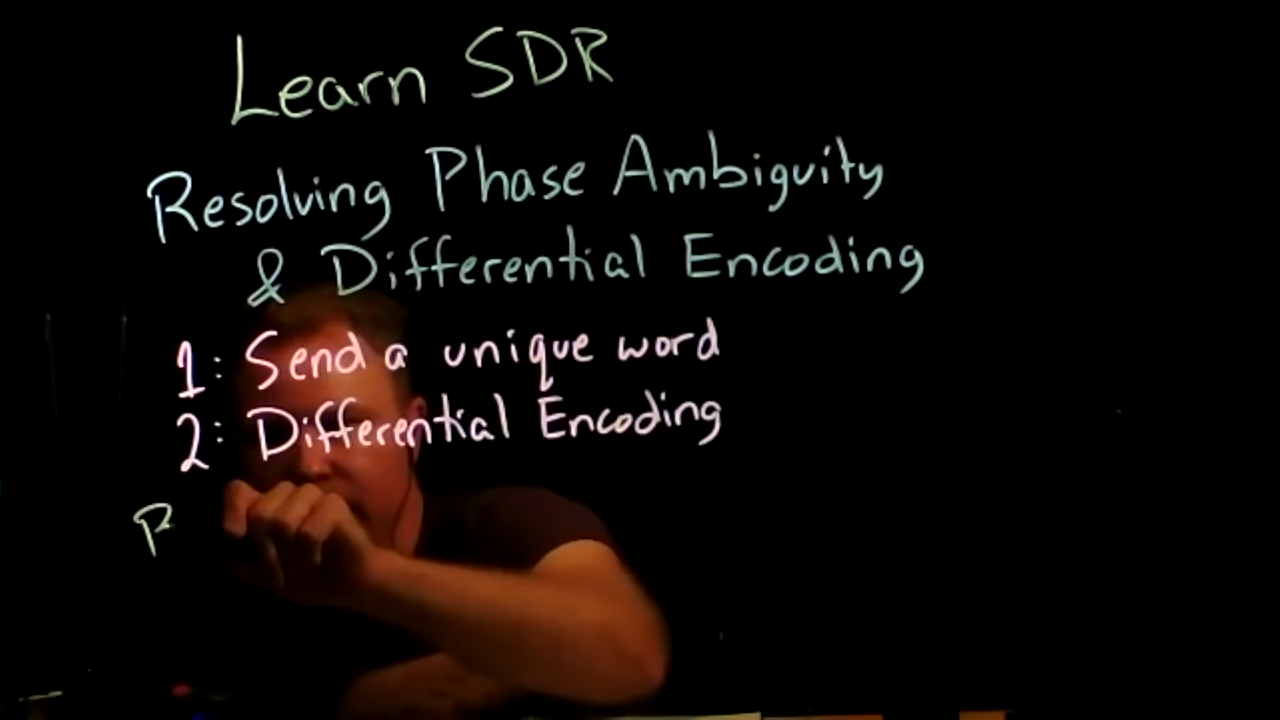 Learn SDR
Resolving Phase Ambiguity
& Differential Encoding
1: Send a unique word
2: Differential Encoding